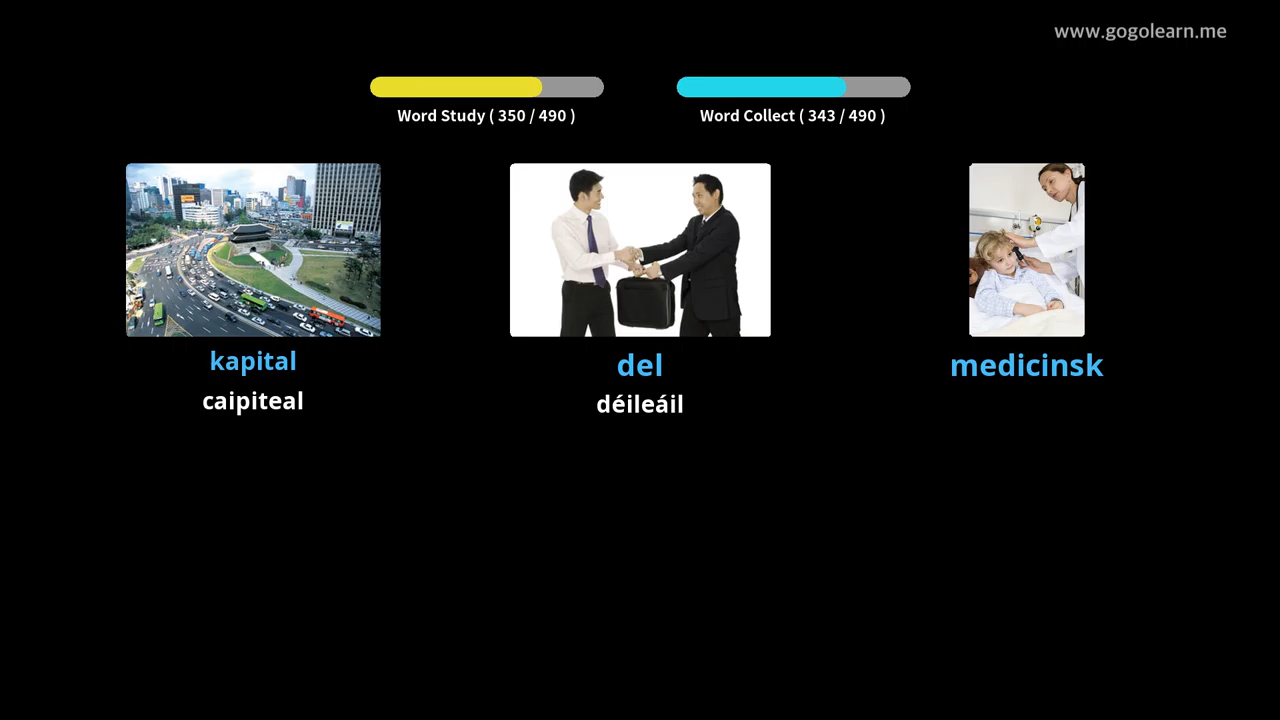 www.gogolearn.me
Word Study ( 350 / 490 )
Word Collect ( 343 / 490 )
kapital
caipiteal
del
déileáil
medicinsk